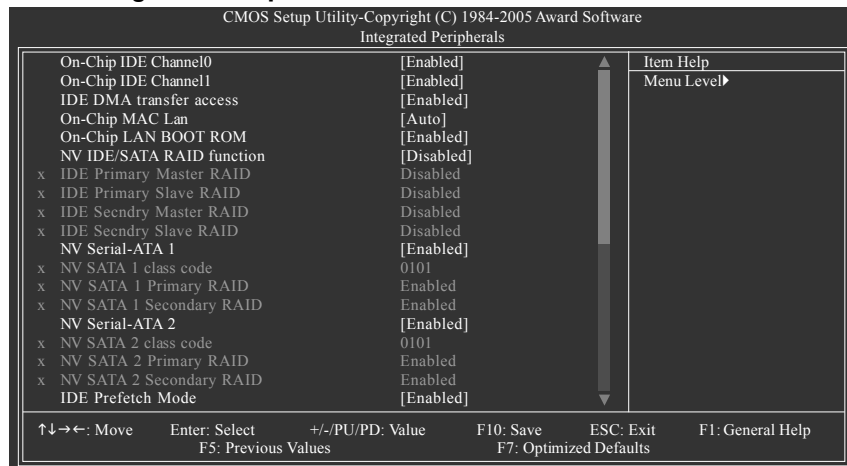 CMOS Setup Utility-Copyright (C) 1984-2005 Award Software
Integrated Peripherals
On-Chip IDE Channel0 [Enabled] Item Help
On-Chip IDE Channel1 [Enabled] Menu Level
IDE DMA transfer access [Enabled]
On-Chip MAC Lan [Auto]
On-Chip LAN BOOT ROM [Enabled]
NV IDE/SATA RAID function [Disabled]
x IDE Primary Master RAID Disabled
x IDE Primary Slave RAID Disabled
x IDE Secndry Master RAID Disabled
x IDE Secndry Slave RAID Disabled
NV Serial-ATA 1 [Enabled]
x NV SATA 1 class code 0101
x NV SATA 1 Primary RAID Enabled
x NV SATA 1 Secondary RAID Enabled
NV Serial-ATA 2 [Enabled]
x NV SATA 2 class code 0101
x NV SATA 2 Primary RAID Enabled
x NV SATA 2 Secondary RAID Enabled
IDE Prefetch Mode [Enabled]
↑↓→←: Move Enter: Select +/-/PU/PD: Value F10: Save ESC: Exit F1: General Help
F5: Previous Values F7: Optimized Defaults